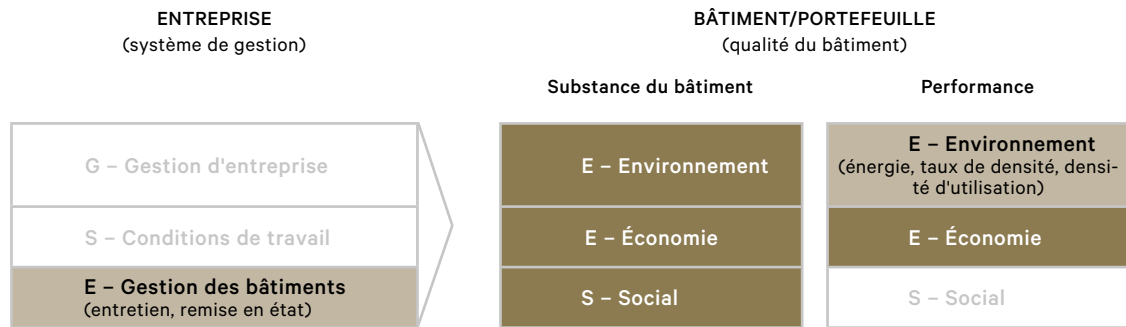 ENTREPRISE
(système de gestion)
BÂTIMENT/PORTEFEUILLE
(qualité du bâtiment)
Substance du bâtiment
Performance
G – Gestion d'entreprise
S – Conditions de travail
E – Gestion des bâtiments
(entretien, remise en état)
E – Environnement
E – Économie
S – Social
E – Environnement
(énergie, taux de densité, densi-
té d'utilisation)
E – Économie
S – Social